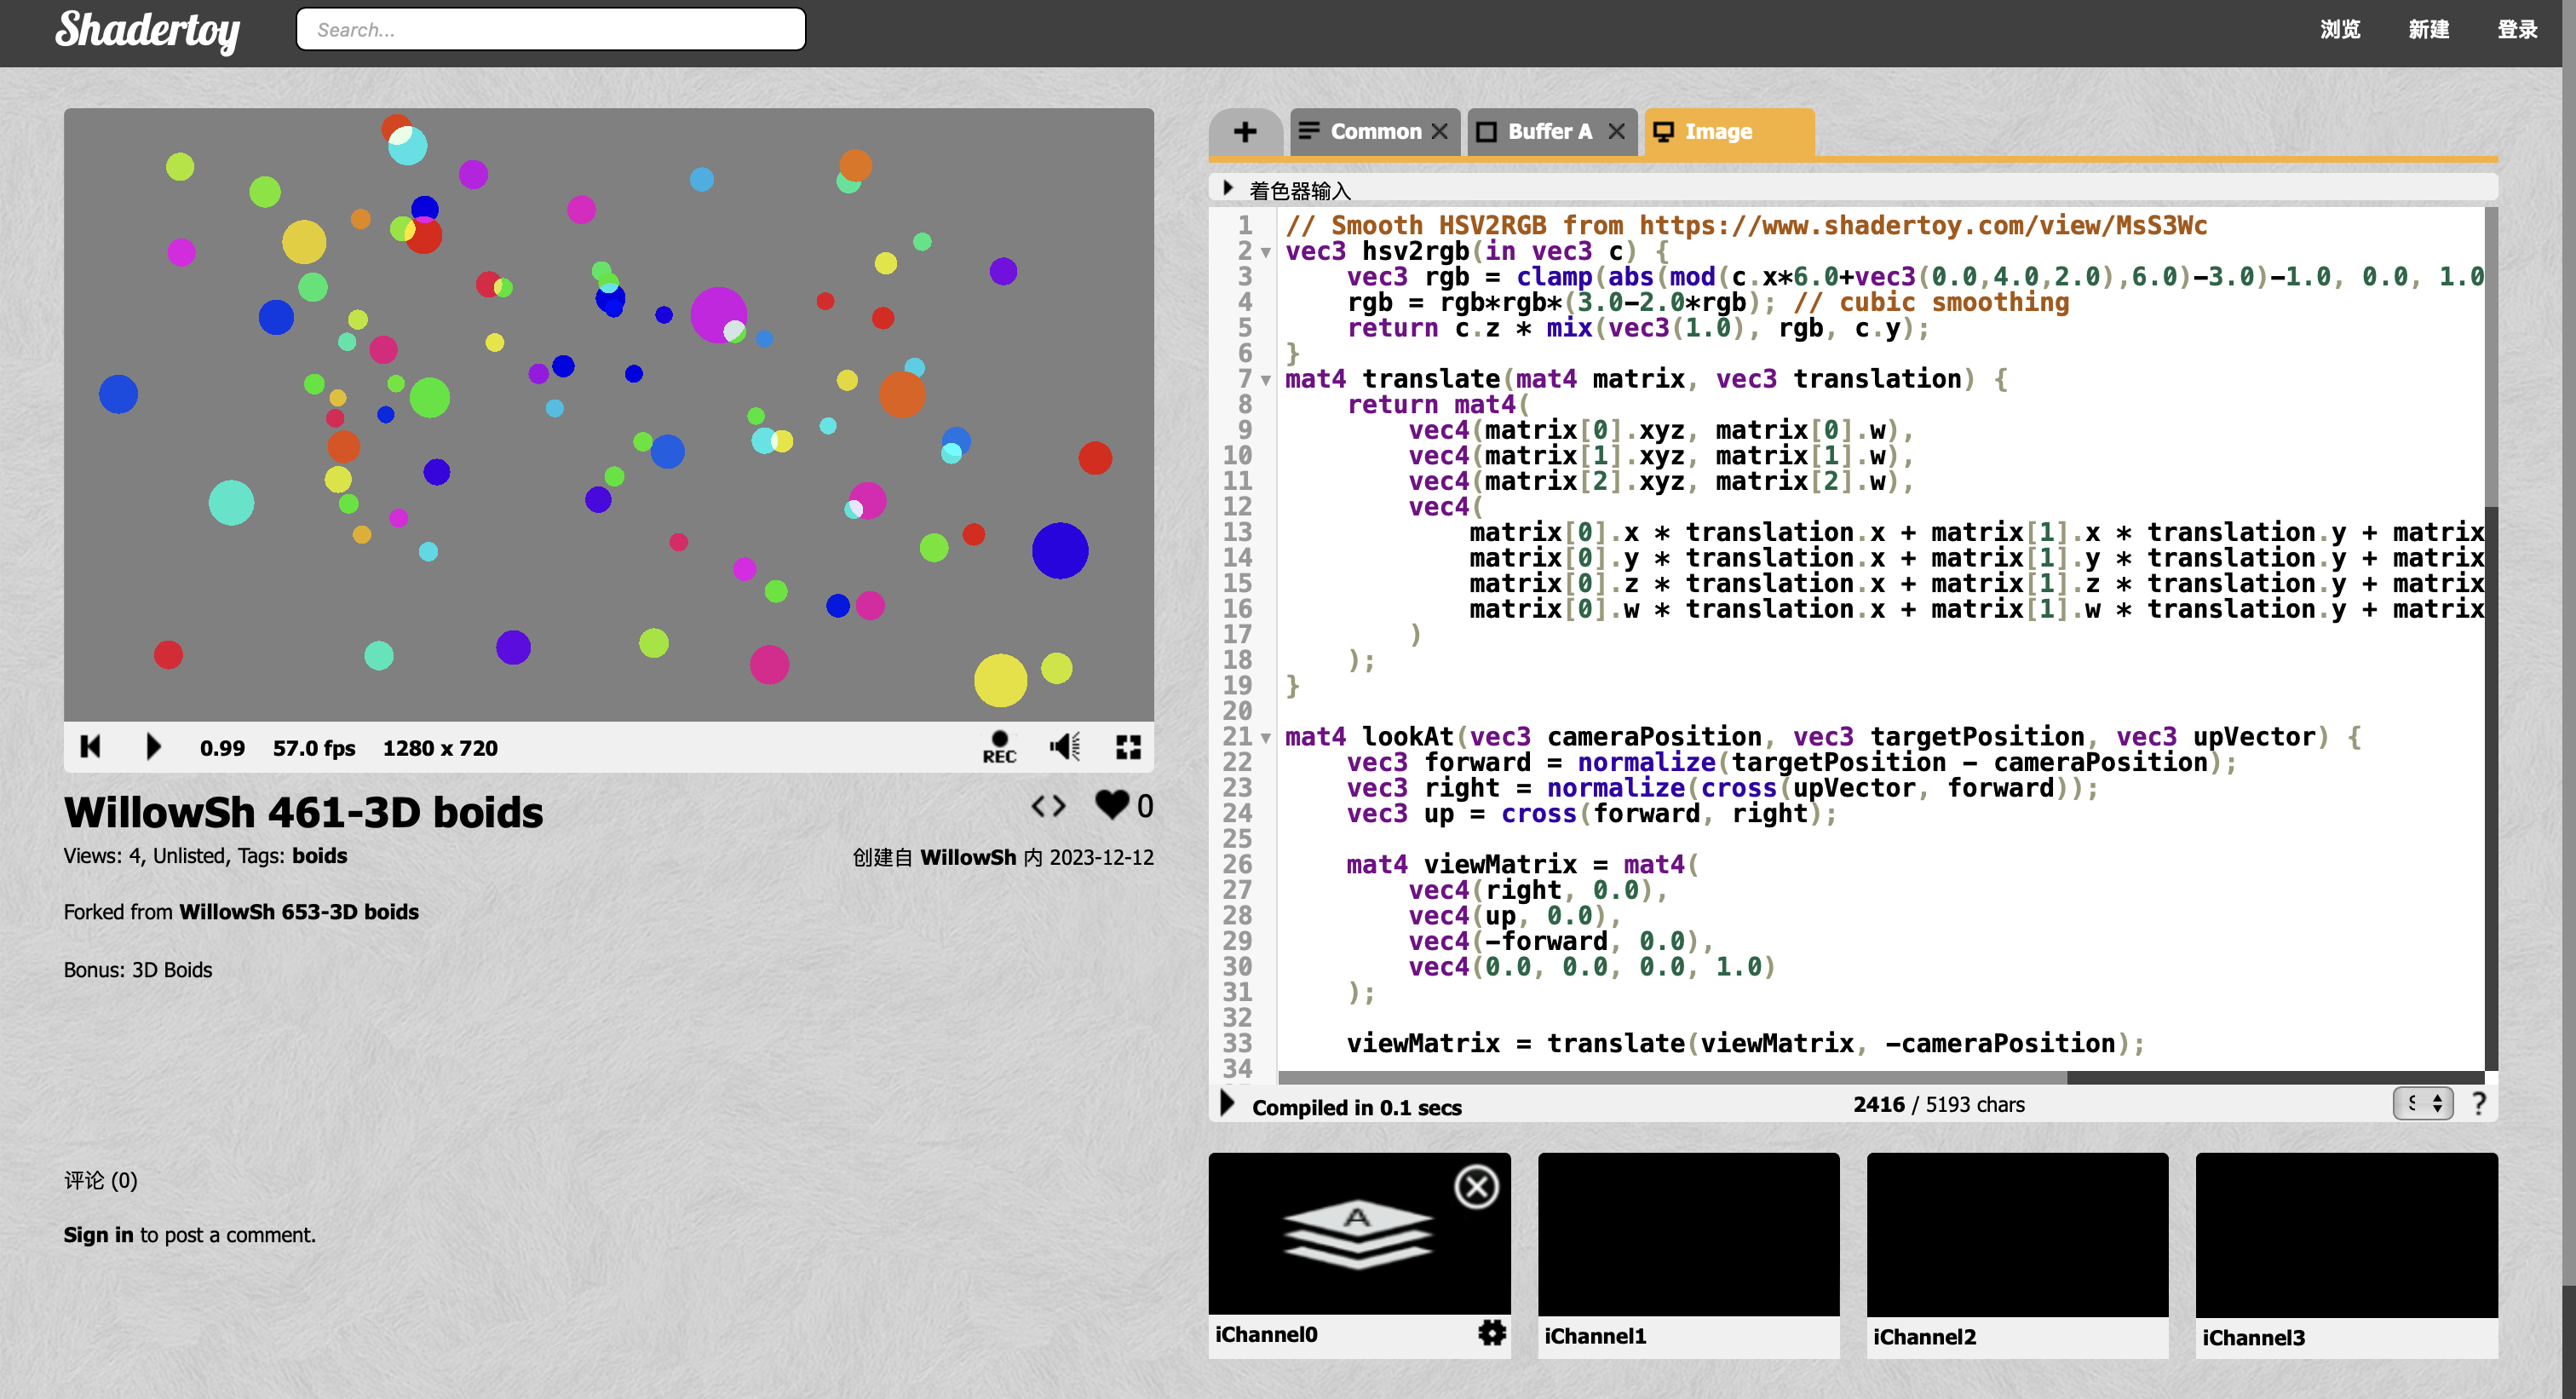 Shadertoy
Search...
浏览 新建 登录
+ Common Buffer A Image
着色器输入
1 // Smooth HSV2RGB from https://www.shadertoy.com/view/MsS3Wc
2 vec3 hsv2rgb(in vec3 c) {
3 vec3 rgb = clamp(abs(mod(c.x*6.0+vec3(0.0,4.0,2.0),6.0)-3.0)-1.0, 0.0, 1.0
4 rgb = rgb*rgb*(3.0-2.0*rgb); // cubic smoothing
5 return c.z * mix(vec3(1.0), rgb, c.y);
6 }
7 mat4 translate(mat4 matrix, vec3 translation) {
8 return mat4(
9 vec4(matrix[0].xyz, matrix[0].w),
10 vec4(matrix[1].xyz, matrix[1].w),
11 vec4(matrix[2].xyz, matrix[2].w),
12 vec4(
13 matrix[0].x * translation.x + matrix[1].x * translation.y + matrix
14 matrix[0].y * translation.x + matrix[1].y * translation.y + matrix
15 matrix[0].z * translation.x + matrix[1].z * translation.y + matrix
16 matrix[0].w * translation.x + matrix[1].w * translation.y + matrix
17 )
18 );
19 }
20
21 mat4 lookAt(vec3 cameraPosition, vec3 targetPosition, vec3 upVector) {
22 vec3 forward = normalize(targetPosition - cameraPosition);
23 vec3 right = normalize(cross(upVector, forward));
24 vec3 up = cross(forward, right);
25
26 mat4 viewMatrix = mat4(
27 vec4(right, 0.0),
28 vec4(up, 0.0),
29 vec4(-forward, 0.0),
30 vec4(0.0, 0.0, 0.0, 1.0)
31 );
32
33 viewMatrix = translate(viewMatrix, -cameraPosition);
34
Compiled in 0.1 secs 2416 / 5193 chars ?
0.99 57.0 fps 1280 x 720 REC
WillowSh 461-3D boids <> 0
Views: 4, Unlisted, Tags: boids 创建自 WillowSh 内 2023-12-12
Forked from WillowSh 653-3D boids
Bonus: 3D Boids
评论 (0)
Sign in to post a comment.
A
iChannel0 iChannel1 iChannel2 iChannel3